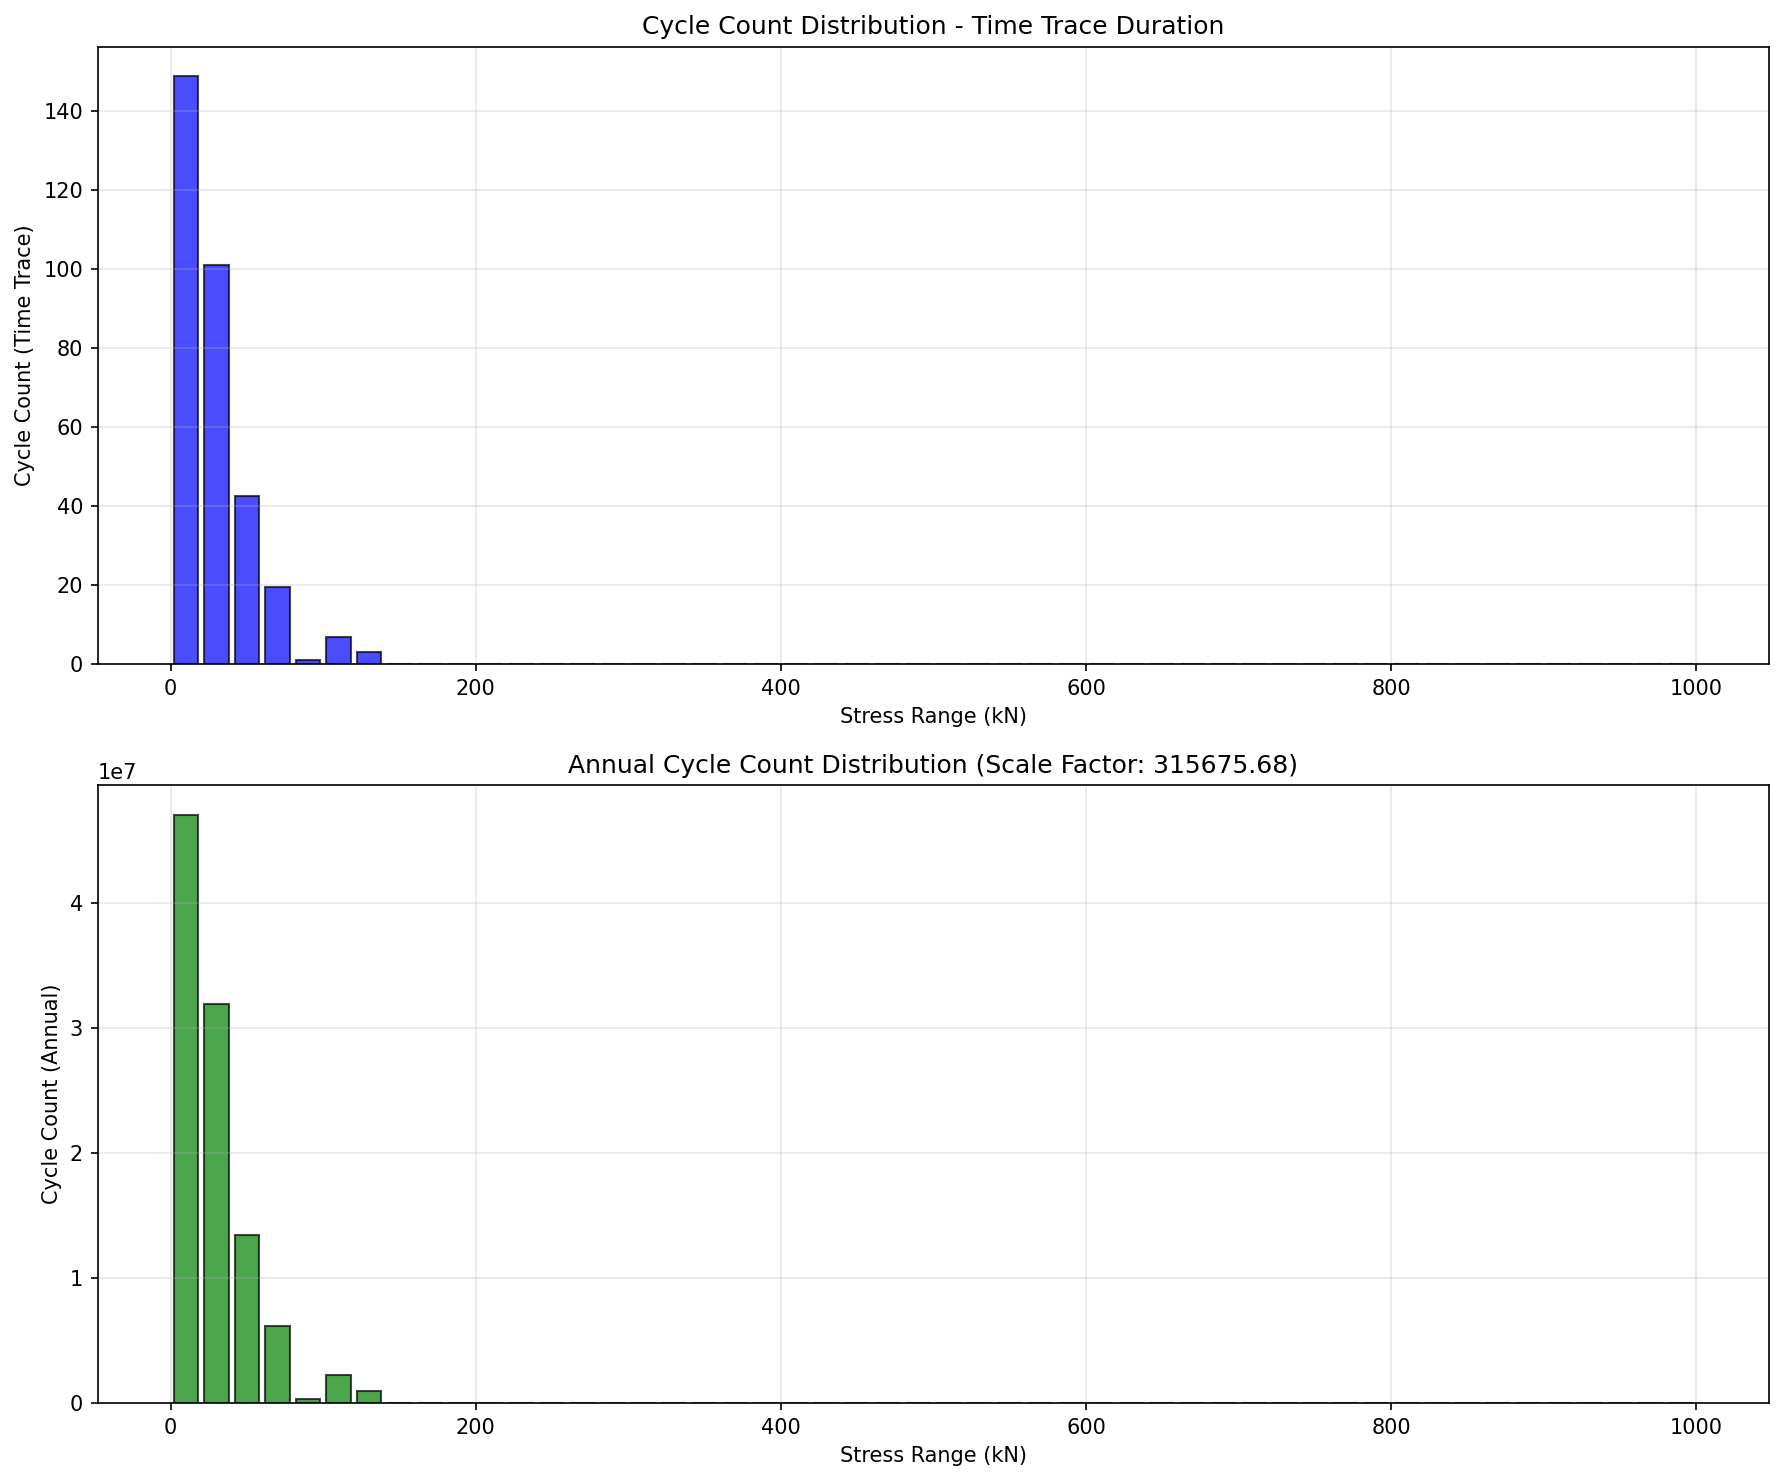 Cycle Count Distribution - Time Trace Duration
140
120
100
80
60
40
20
0
Cycle Count (Time Trace)
0 200 400 600 800 1000
Stress Range (kN)
Annual Cycle Count Distribution (Scale Factor: 315675.68)
1e7
4
3
2
1
0
Cycle Count (Annual)
0 200 400 600 800 1000
Stress Range (kN)